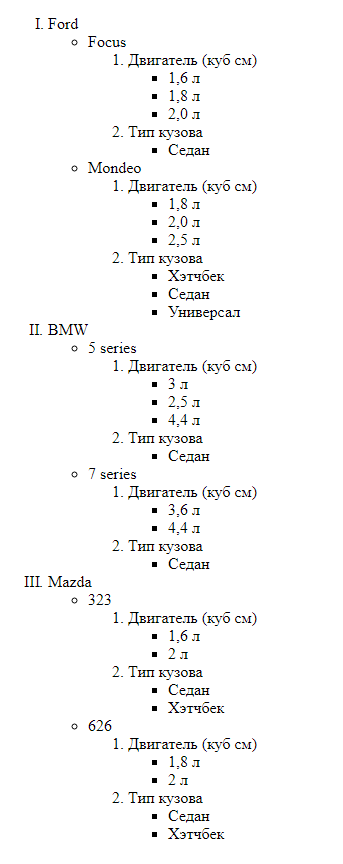 I. Ford
Focus
1. Двигатель (куб см)
1,6 л
1,8 л
2,0 л
2. Тип кузова
Седан
Mondeo
1. Двигатель (куб см)
1,8 л
2,0 л
2,5 л
2. Тип кузова
Хэтчбек
Седан
Универсал
II. BMW
5 series
1. Двигатель (куб см)
3 л
2,5 л
4,4 л
2. Тип кузова
Седан
7 series
1. Двигатель (куб см)
3,6 л
4,4 л
2. Тип кузова
Седан
III. Mazda
323
1. Двигатель (куб см)
1,6 л
2 л
2. Тип кузова
Седан
Хэтчбек
626
1. Двигатель (куб см)
1,8 л
2 л
2. Тип кузова
Седан
Хэтчбек